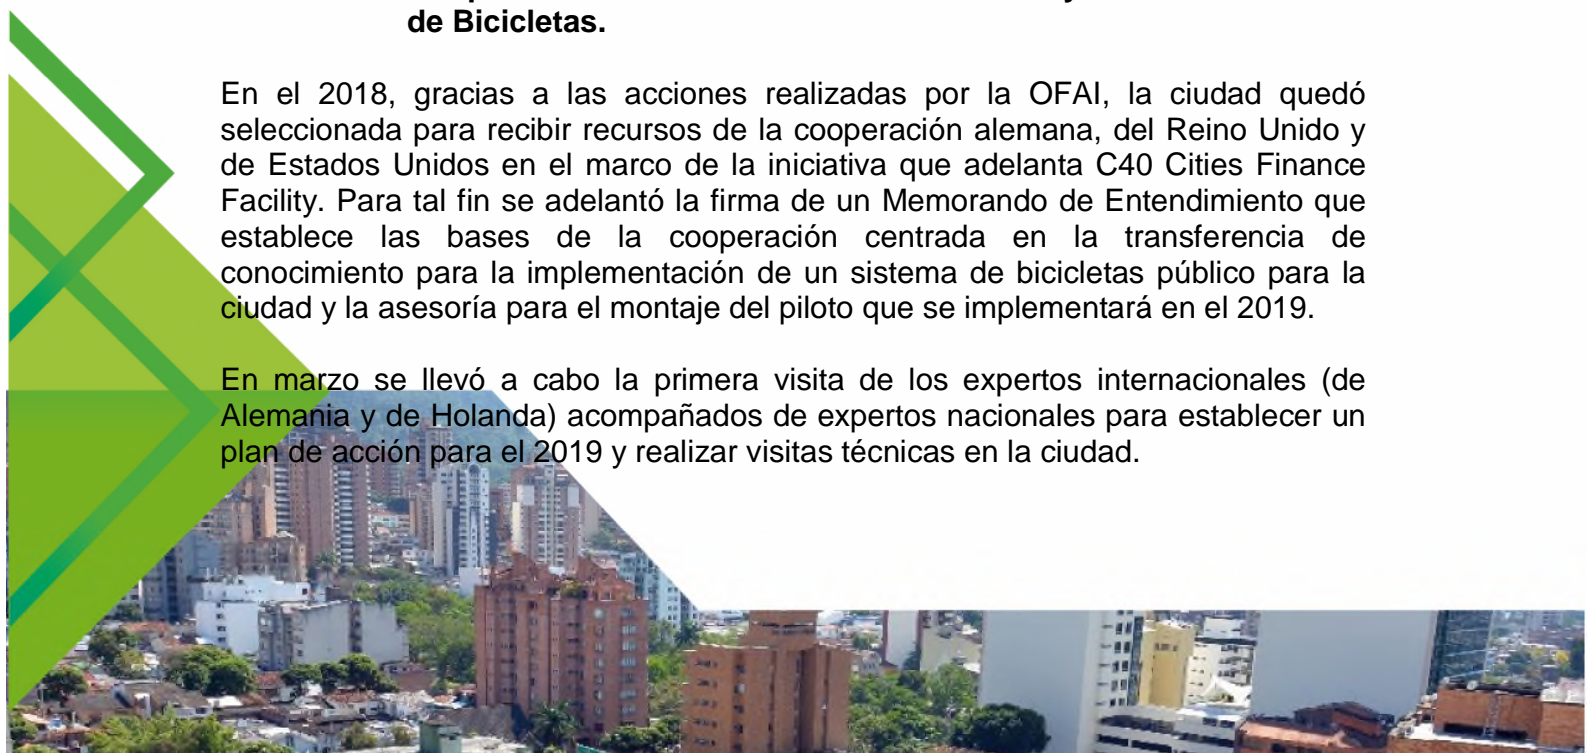 de Bicicletas.
En el 2018, gracias a las acciones realizadas por la OFAI, la ciudad quedó
seleccionada para recibir recursos de la cooperación alemana, del Reino Unido y
de Estados Unidos en el marco de la iniciativa que adelanta C40 Cities Finance
Facility. Para tal fin se adelantó la firma de un Memorando de Entendimiento que
establece las bases de la cooperación centrada en la transferencia de
conocimiento para la implementación de un sistema de bicicletas público para la
ciudad y la asesoría para el montaje del piloto que se implementará en el 2019.
En marzo se llevó a cabo la primera visita de los expertos internacionales (de
Alemania y de Holanda) acompañados de expertos nacionales para establecer un
plan de acción para el 2019 y realizar visitas técnicas en la ciudad.